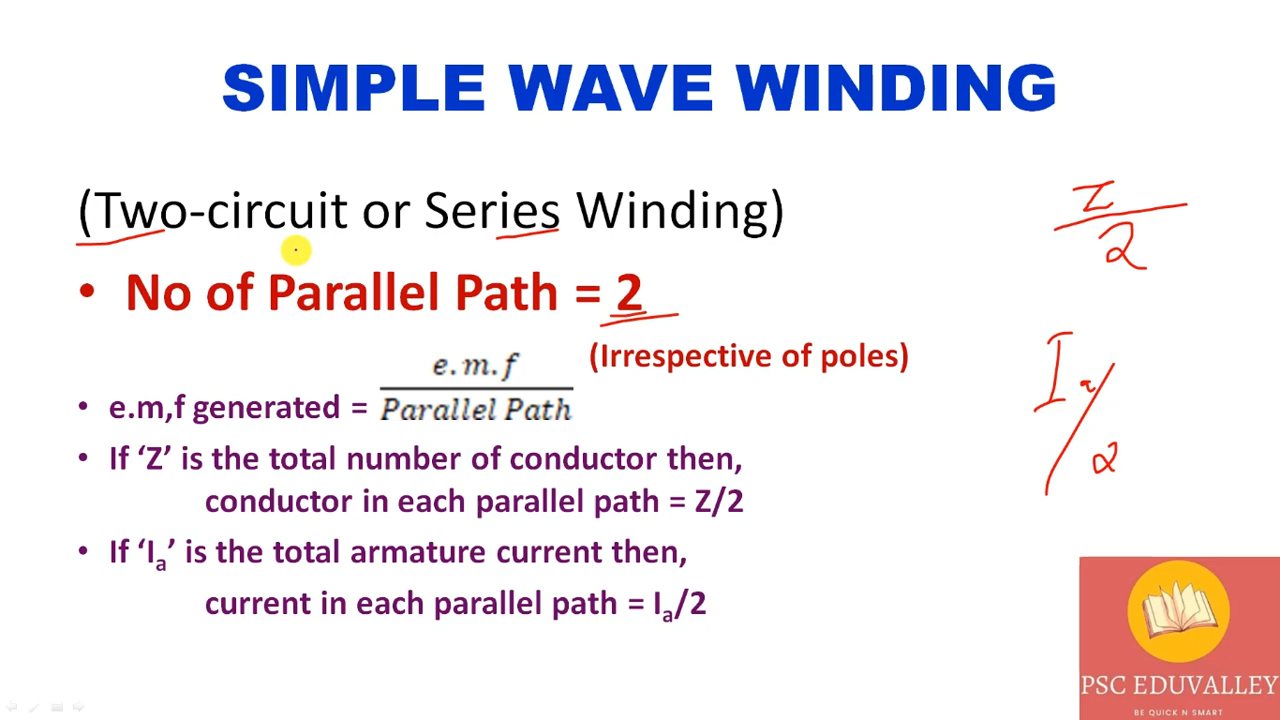 SIMPLE WAVE WINDING
(Two-circuit or Series Winding)
Z
2
• No of Parallel Path = 2
(Irrespective of poles)
• e.m,f generated = e.m.f / Parallel Path
Ia/2
• If ‘Z’ is the total number of conductor then,
conductor in each parallel path = Z/2
• If ‘Ia’ is the total armature current then,
current in each parallel path = Ia/2
PSC EDUVALLEY
BE QUICK N SMART